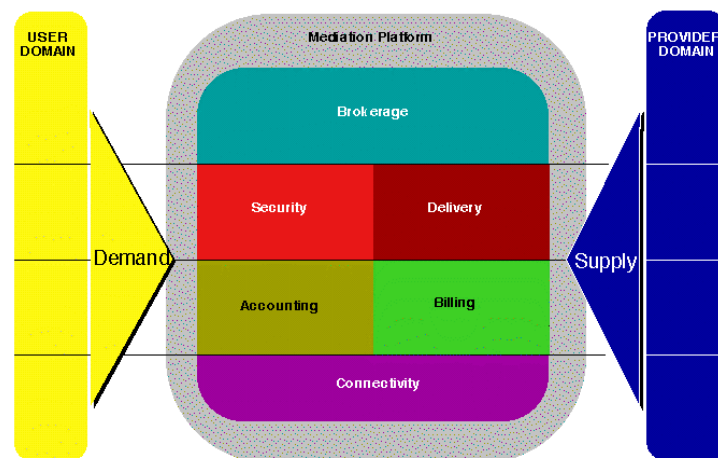 USER
DOMAIN
Mediation Platform
PROVIDER
DOMAIN
Brokerage
Security
Delivery
Demand
Supply
Accounting
Billing
Connectivity